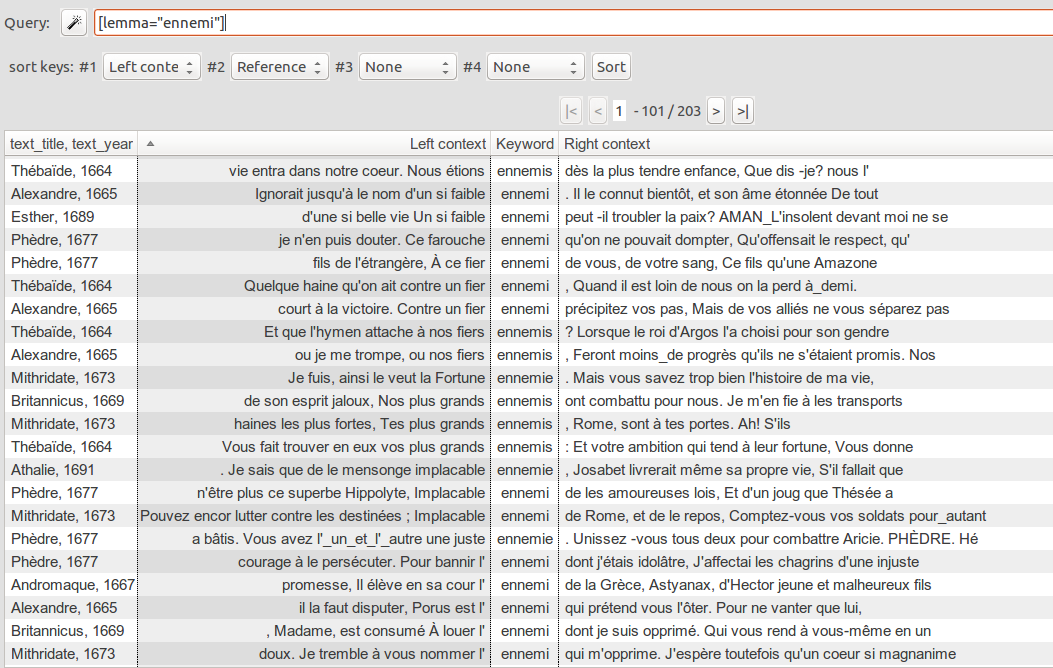 Query: [lemma="ennemi"]
sort keys: #1 Left conte #2 Reference #3 None #4 None Sort
|< < 1 - 101 / 203 > >|
text_title, text_year Left context Keyword Right context
Thébaïde, 1664 vie entra dans notre coeur. Nous étions ennemis dès la plus tendre enfance, Que dis -je? nous l'
Alexandre, 1665 Ignorait jusqu'à le nom d'un si faible ennemi . Il le connut bientôt, et son âme étonnée De tout
Esther, 1689 d'une si belle vie Un si faible ennemi peut -il troubler la paix? AMAN_L'insolent devant moi ne se
Phèdre, 1677 je n'en puis douter. Ce farouche ennemi qu'on ne pouvait dompter, Qu'offensait le respect, qu'
Phèdre, 1677 fils de l'étrangère, À ce fier ennemi de vous, de votre sang, Ce fils qu'une Amazone
Thébaïde, 1664 Quelque haine qu'on ait contre un fier ennemi , Quand il est loin de nous on la perd à_demi.
Alexandre, 1665 court à la victoire. Contre un fier ennemi précipitez vos pas, Mais de vos alliés ne vous séparez pas
Thébaïde, 1664 Et que l'hymen attache à nos fiers ennemis ? Lorsque le roi d'Argos l'a choisi pour son gendre
Alexandre, 1665 ou je me trompe, ou nos fiers ennemis , Feront moins_de progrès qu'ils ne s'étaient promis. Nos
Mithridate, 1673 Je fuis, ainsi le veut la Fortune ennemie . Mais vous savez trop bien l'histoire de ma vie,
Britannicus, 1669 de son esprit jaloux, Nos plus grands ennemis ont combattu pour nous. Je m'en fie à les transports
Mithridate, 1673 haines les plus fortes, Tes plus grands ennemis , Rome, sont à tes portes. Ah! S'ils
Thébaïde, 1664 Vous fait trouver en eux vos plus grands ennemis : Et votre ambition qui tend à leur fortune, Vous donne
Athalie, 1691 . Je sais que de le mensonge implacable ennemie , Josabet livrerait même sa propre vie, S'il fallait que
Phèdre, 1677 n'être plus ce superbe Hippolyte, Implacable ennemi de les amoureuses lois, Et d'un joug que Thésée a
Mithridate, 1673 Pouvez encor lutter contre les destinées ; Implacable ennemi de Rome, et de le repos, Comptez-vous vos soldats pour_autant
Phèdre, 1677 a bâtis. Vous avez l'_un_et_l'_autre une juste ennemie . Unissez -vous tous deux pour combattre Aricie. PHÈDRE. Hé
Phèdre, 1677 courage à le persécuter. Pour bannir l' ennemi dont j'étais idolâtre, J'affectai les chagrins d'une injuste
Andromaque, 1667 promesse, Il élève en sa cour l' ennemi de la Grèce, Astyanax, d'Hector jeune et malheureux fils
Alexandre, 1665 il la faut disputer, Porus est l' ennemi qui prétend vous l'ôter. Pour ne vanter que lui,
Britannicus, 1669 , Madame, est consumé À louer l' ennemi dont je suis opprimé. Qui vous rend à vous-même en un
Mithridate, 1673 doux. Je tremble à vous nommer l' ennemi qui m'opprime. J'espère toutefois qu'un coeur si magnanime